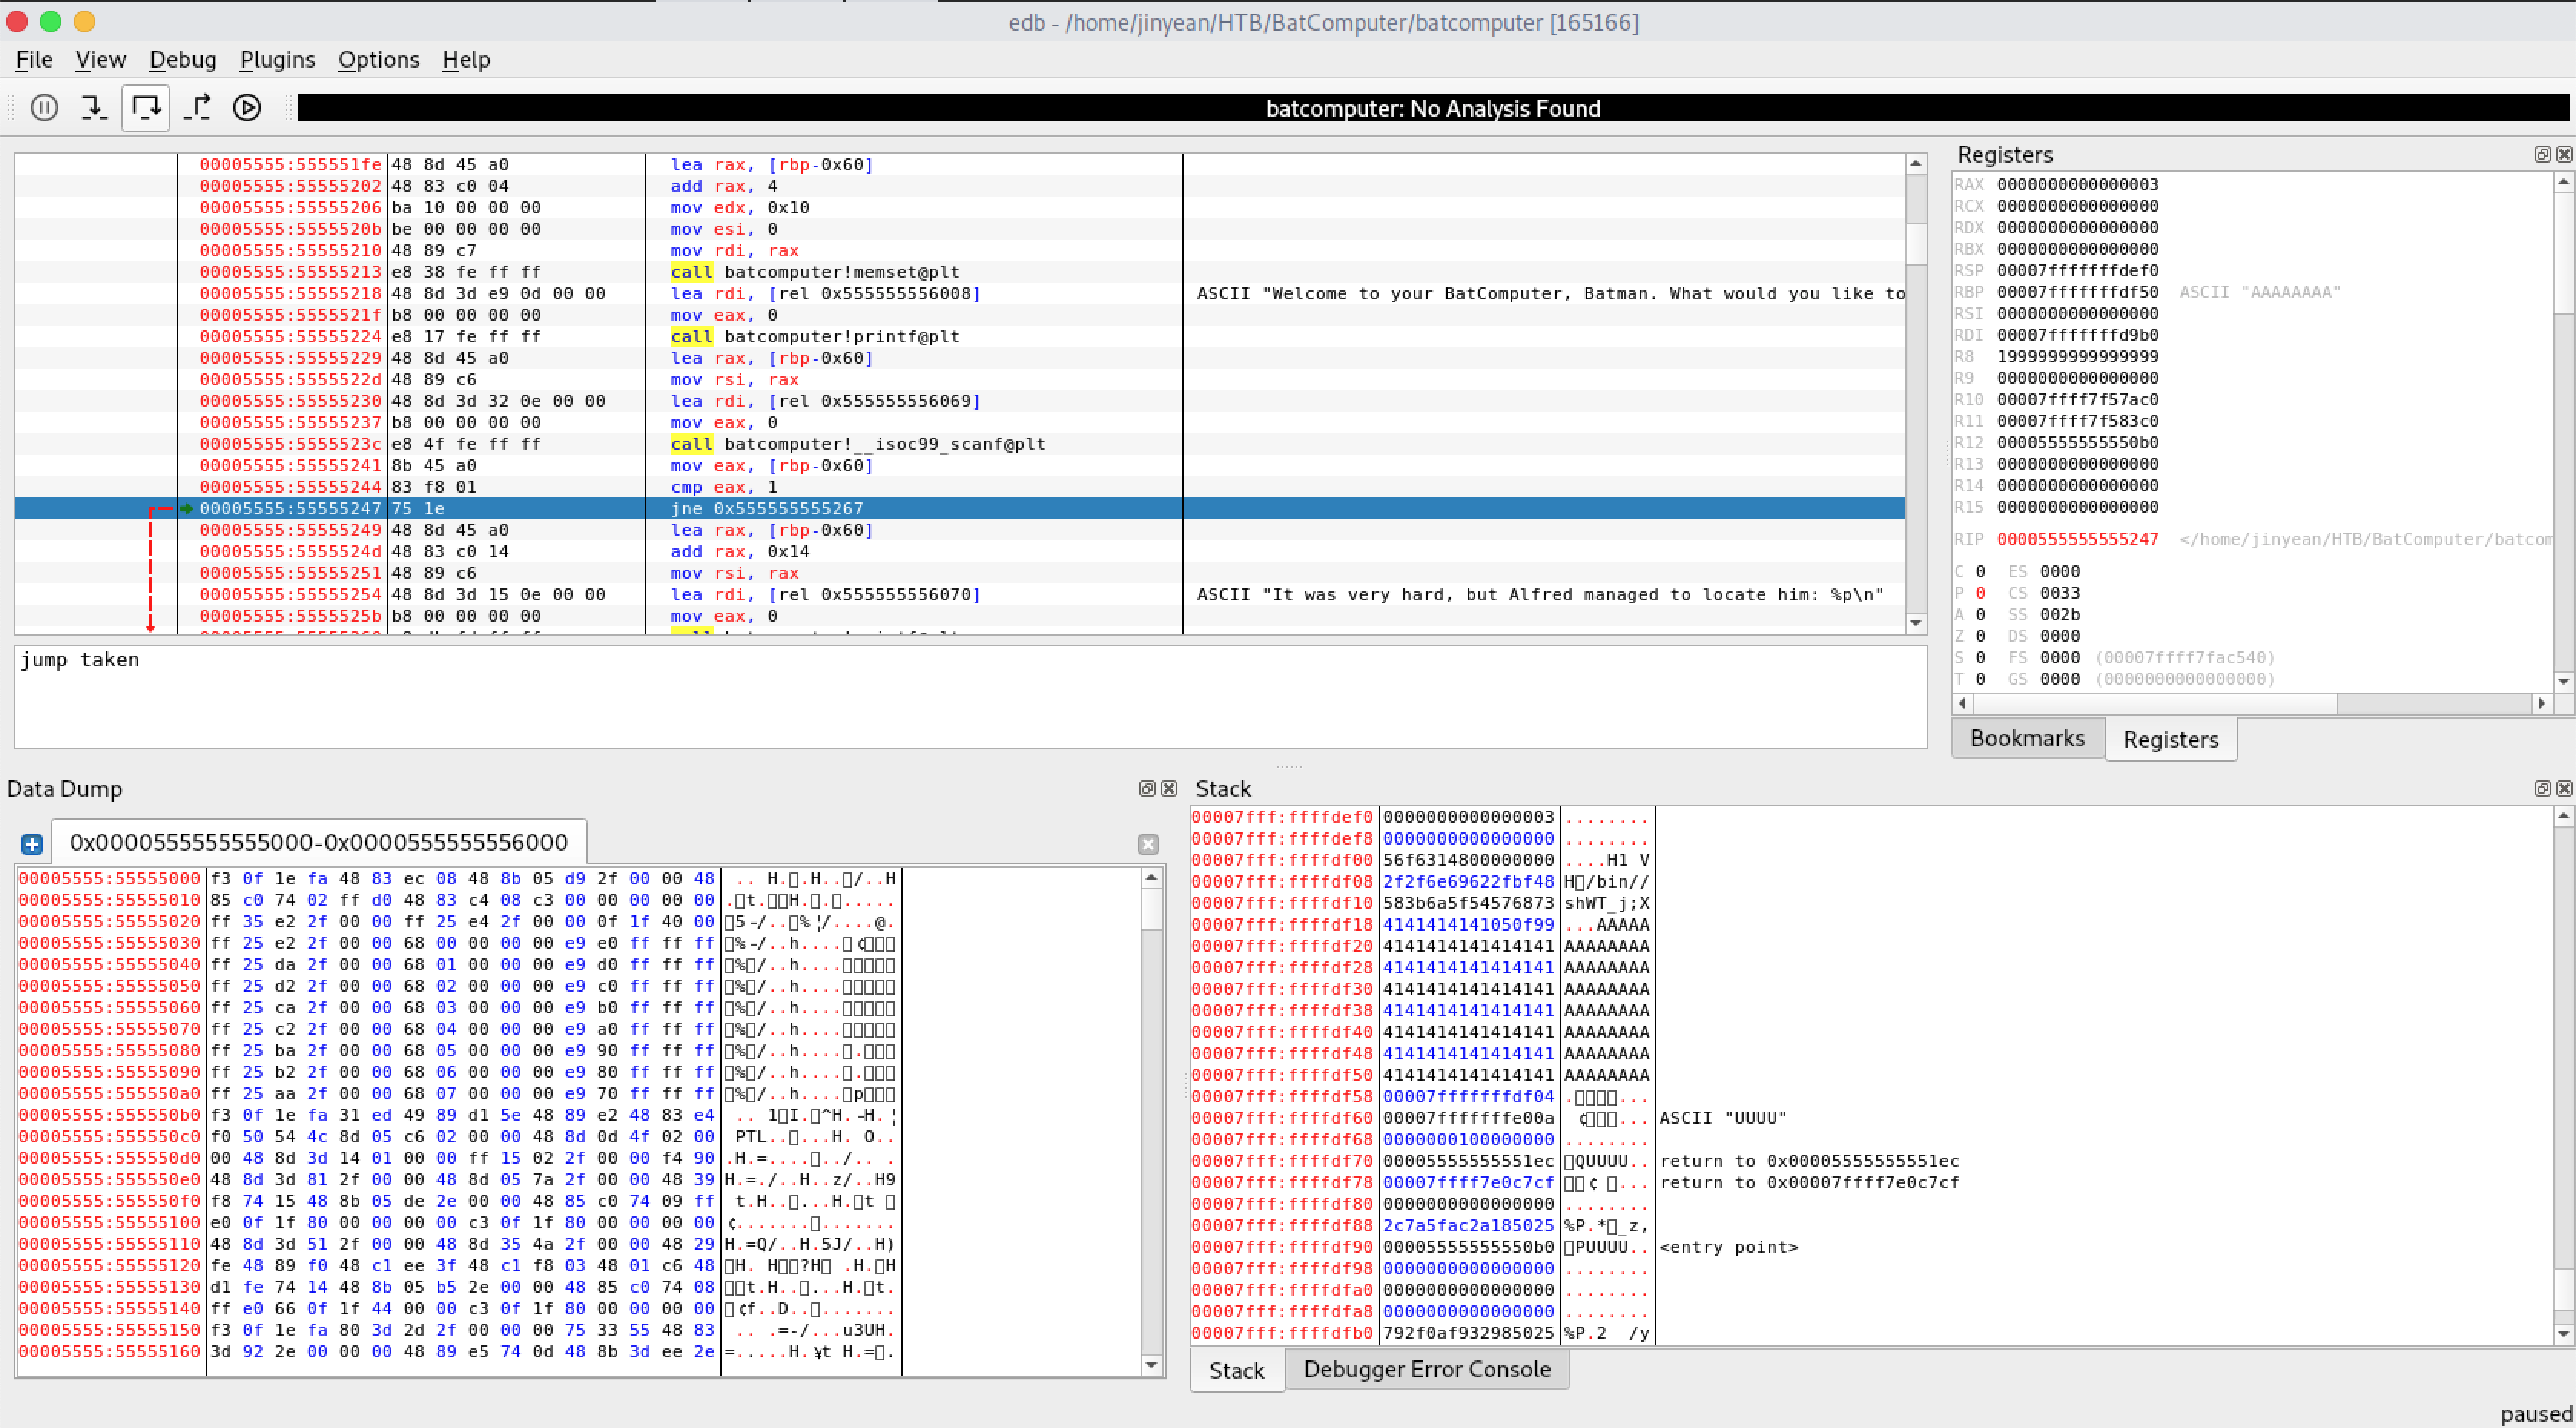 edb - /home/jinyean/HTB/BatComputer/batcomputer [165166]
File View Debug Plugins Options Help
batcomputer: No Analysis Found
00005555:555551fe 48 8d 45 a0 lea rax, [rbp-0x60]
00005555:55555202 48 83 c0 04 add rax, 4
00005555:55555206 ba 10 00 00 00 mov edx, 0x10
00005555:5555520b be 00 00 00 00 mov esi, 0
00005555:55555210 48 89 c7 mov rdi, rax
00005555:55555213 e8 38 fe ff ff call batcomputer!memset@plt
00005555:55555218 48 8d 3d e9 0d 00 00 lea rdi, [rel 0x555555556008] ASCII "Welcome to your BatComputer, Batman. What would you like to
00005555:5555521f b8 00 00 00 00 mov eax, 0
00005555:55555224 e8 17 fe ff ff call batcomputer!printf@plt
00005555:55555229 48 8d 45 a0 lea rax, [rbp-0x60]
00005555:5555522d 48 89 c6 mov rsi, rax
00005555:55555230 48 8d 3d 32 0e 00 00 lea rdi, [rel 0x555555556069]
00005555:55555237 b8 00 00 00 00 mov eax, 0
00005555:5555523c e8 4f fe ff ff call batcomputer!__isoc99_scanf@plt
00005555:55555241 8b 45 a0 mov eax, [rbp-0x60]
00005555:55555244 83 f8 01 cmp eax, 1
00005555:55555247 75 1e jne 0x555555555267
00005555:55555249 48 8d 45 a0 lea rax, [rbp-0x60]
00005555:5555524d 48 83 c0 14 add rax, 0x14
00005555:55555251 48 89 c6 mov rsi, rax
00005555:55555254 48 8d 3d 15 0e 00 00 lea rdi, [rel 0x555555556070] ASCII "It was very hard, but Alfred managed to locate him: %p\n"
00005555:5555525b b8 00 00 00 00 mov eax, 0
jump taken
Registers
RAX 0000000000000003
RCX 0000000000000000
RDX 0000000000000000
RBX 0000000000000000
RSP 00007fffffffdef0
RBP 00007fffffffdf50 ASCII "AAAAAAAA"
RSI 0000000000000000
RDI 00007fffffffd9b0
R8 1999999999999999
R9 0000000000000000
R10 00007ffff7f57ac0
R11 00007ffff7f583c0
R12 00005555555550b0
R13 0000000000000000
R14 0000000000000000
R15 0000000000000000
RIP 0000555555555247 </home/jinyean/HTB/BatComputer/batcom
C 0 ES 0000
P 0 CS 0033
A 0 SS 002b
Z 0 DS 0000
S 0 FS 0000 (00007ffff7fac540)
T 0 GS 0000 (0000000000000000)
Bookmarks Registers
Data Dump
0x0000555555555000-0x0000555555556000
00005555:55555000 f3 0f 1e fa 48 83 ec 08 48 8b 05 d9 2f 00 00 48
00005555:55555010 85 c0 74 02 ff d0 48 83 c4 08 c3 00 00 00 00 00
00005555:55555020 ff 35 e2 2f 00 00 ff 25 e4 2f 00 00 0f 1f 40 00
00005555:55555030 ff 25 e2 2f 00 00 68 00 00 00 00 e9 e0 ff ff ff
00005555:55555040 ff 25 da 2f 00 00 68 01 00 00 00 e9 d0 ff ff ff
00005555:55555050 ff 25 d2 2f 00 00 68 02 00 00 00 e9 c0 ff ff ff
00005555:55555060 ff 25 ca 2f 00 00 68 03 00 00 00 e9 b0 ff ff ff
00005555:55555070 ff 25 c2 2f 00 00 68 04 00 00 00 e9 a0 ff ff ff
00005555:55555080 ff 25 ba 2f 00 00 68 05 00 00 00 e9 90 ff ff ff
00005555:55555090 ff 25 b2 2f 00 00 68 06 00 00 00 e9 80 ff ff ff
00005555:555550a0 ff 25 aa 2f 00 00 68 07 00 00 00 e9 70 ff ff ff
00005555:555550b0 f3 0f 1e fa 31 ed 49 89 d1 5e 48 89 e2 48 83 e4
00005555:555550c0 f0 50 54 4c 8d 05 c6 02 00 00 48 8d 0d 4f 02 00
00005555:555550d0 00 48 8d 3d 14 01 00 00 ff 15 02 2f 00 00 f4 90
00005555:555550e0 48 8d 3d 81 2f 00 00 48 8d 05 7a 2f 00 00 48 39
00005555:555550f0 f8 74 15 48 8b 05 de 2e 00 00 48 85 c0 74 09 ff
00005555:55555100 e0 0f 1f 80 00 00 00 00 c3 0f 1f 80 00 00 00 00
00005555:55555110 48 8d 3d 51 2f 00 00 48 8d 35 4a 2f 00 00 48 29
00005555:55555120 fe 48 89 f0 48 c1 ee 3f 48 c1 f8 03 48 01 c6 48
00005555:55555130 d1 fe 74 14 48 8b 05 b5 2e 00 00 48 85 c0 74 08
00005555:55555140 ff e0 66 0f 1f 44 00 00 c3 0f 1f 80 00 00 00 00
00005555:55555150 f3 0f 1e fa 80 3d 2d 2f 00 00 00 75 33 55 48 83
00005555:55555160 3d 92 2e 00 00 00 48 89 e5 74 0d 48 8b 3d ee 2e
Stack
00007fff:ffffdef0 0000000000000003 ........
00007fff:ffffdef8 0000000000000000 ........
00007fff:ffffdf00 56f6314800000000 ....H1 V
00007fff:ffffdf08 2f2f6e69622fbf48 H /bin//
00007fff:ffffdf10 583b6a5f54576873 shWT_j;X
00007fff:ffffdf18 4141414141050f99 ...AAAAA
00007fff:ffffdf20 4141414141414141 AAAAAAAA
00007fff:ffffdf28 4141414141414141 AAAAAAAA
00007fff:ffffdf30 4141414141414141 AAAAAAAA
00007fff:ffffdf38 4141414141414141 AAAAAAAA
00007fff:ffffdf40 4141414141414141 AAAAAAAA
00007fff:ffffdf48 4141414141414141 AAAAAAAA
00007fff:ffffdf50 4141414141414141 AAAAAAAA
00007fff:ffffdf58 00007fffffffdf04
00007fff:ffffdf60 00007fffffffe00a ASCII "UUUU"
00007fff:ffffdf68 0000000100000000 ........
00007fff:ffffdf70 00005555555551ec QUUUU.. return to 0x00005555555551ec
00007fff:ffffdf78 00007ffff7e0c7cf return to 0x00007ffff7e0c7cf
00007fff:ffffdf80 0000000000000000 ........
00007fff:ffffdf88 2c7a5fac2a185025 %P.* _z,
00007fff:ffffdf90 00005555555550b0 PUUUU.. <entry point>
00007fff:ffffdf98 0000000000000000 ........
00007fff:ffffdfa0 0000000000000000 ........
00007fff:ffffdfa8 0000000000000000 ........
00007fff:ffffdfb0 792f0af932985025 %P.2 /y
Stack Debugger Error Console
paused